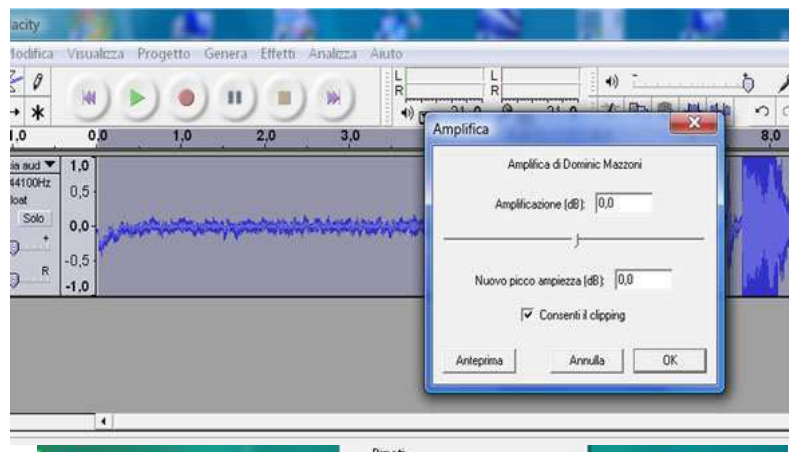 acity
Modifica Visualizza Progetto Genera Effetti Analizza Aiuto
L
R
L
R
1,0 0,0 1,0 2,0 3,0 8,0
44100Hz
Solo
R
1,0
0,5
0,0
-0,5
-1,0
Amplifica
Amplifica di Dominic Mazzoni
Amplificazione (dB): 0,0
Nuovo picco ampiezza (dB): 0,0
Consenti il clipping
Anteprima Annulla OK